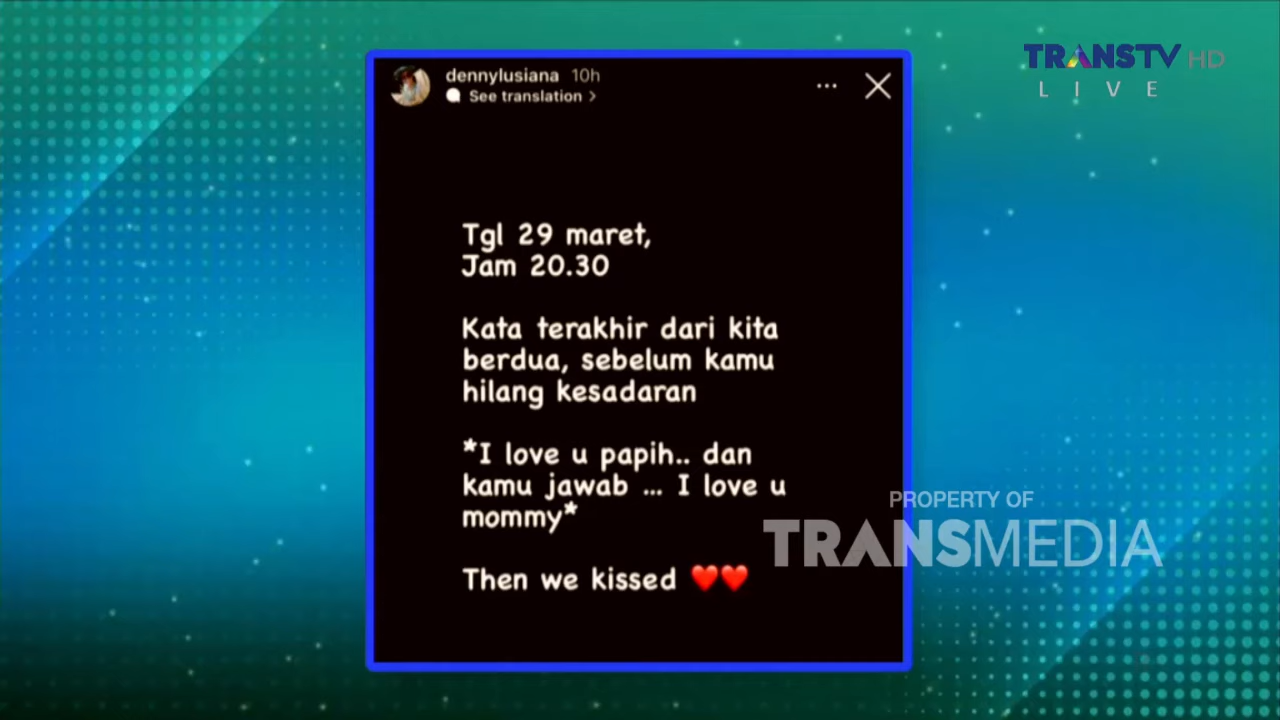 TRANSTV HD
LIVE
dennylusiana 10h
See translation >
Tgl 29 maret,
Jam 20.30
Kata terakhir dari kita
berdua, sebelum kamu
hilang kesadaran
*I love u papih.. dan
kamu jawab ... I love u
mommy*
Then we kissed ❤️❤️
PROPERTY OF
TRANSMEDIA